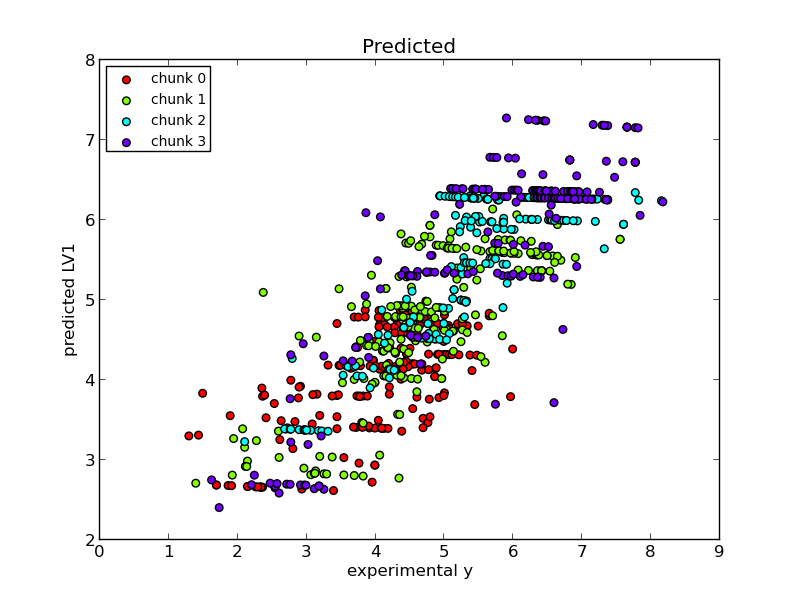 Predicted
chunk 0
chunk 1
chunk 2
chunk 3
predicted LV1
8
7
6
5
4
3
2
0 1 2 3 4 5 6 7 8 9
experimental y